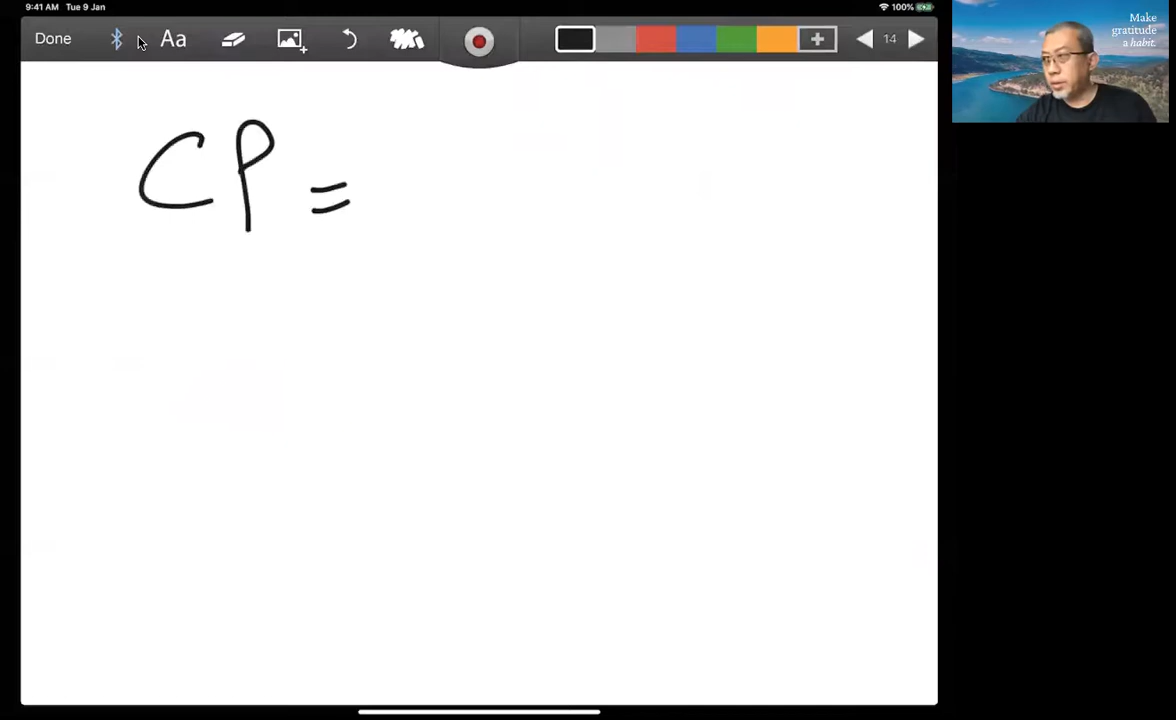 9:41 AM Tue 9 Jan
100%
Done
Aa
14
CP =
Make
gratitude
a habit.